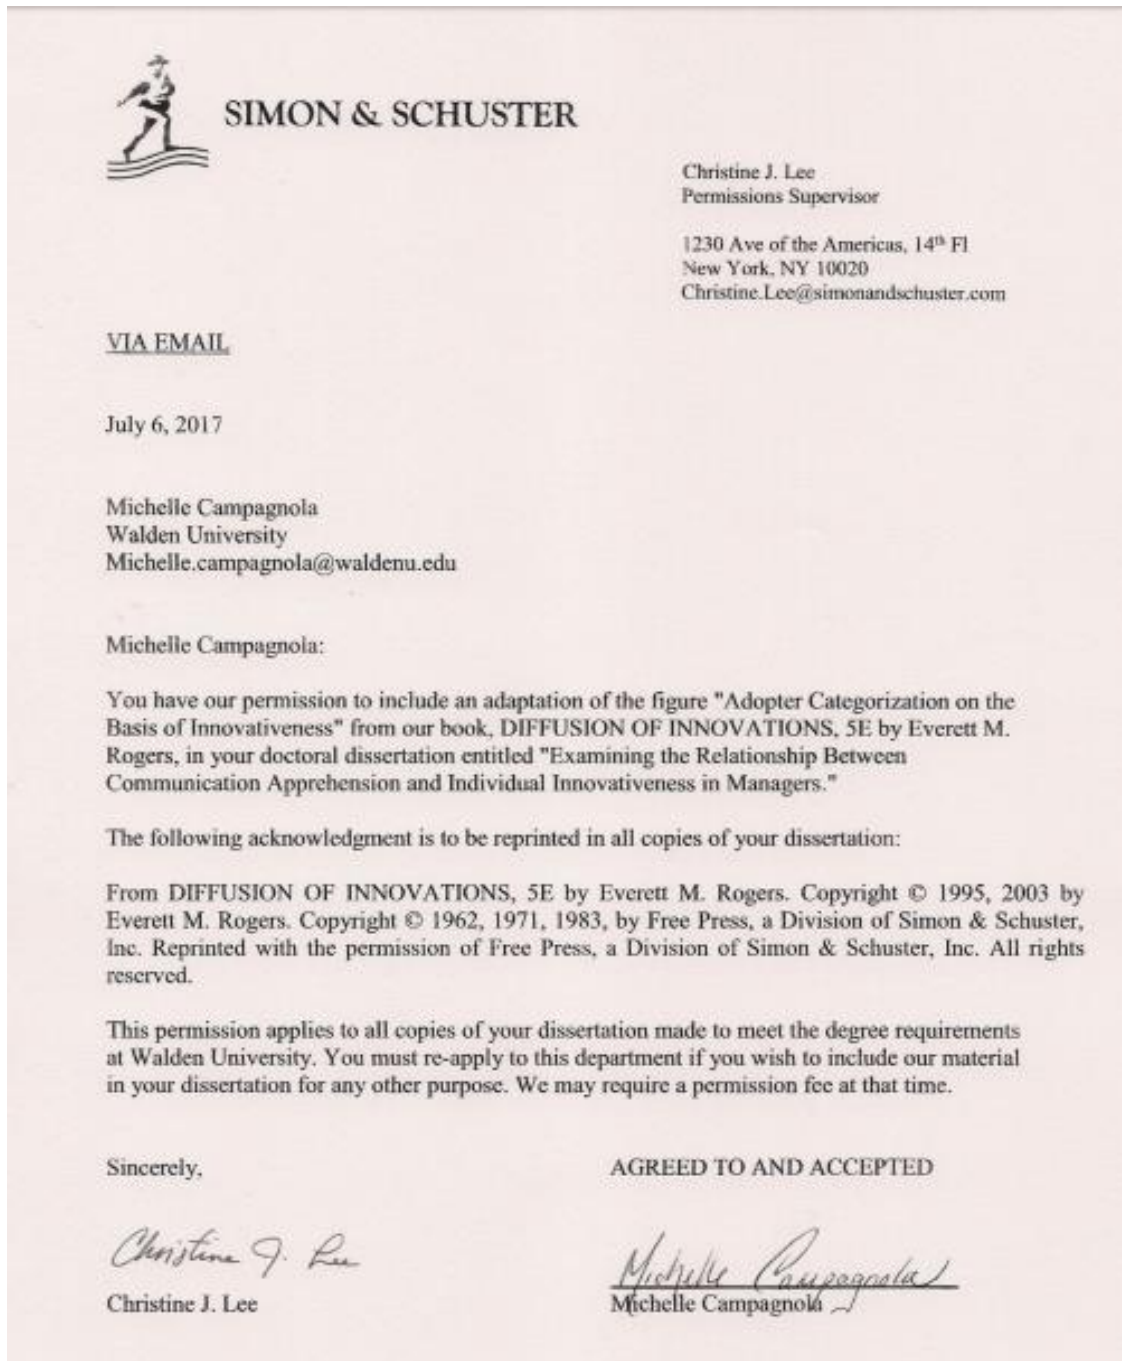 SIMON & SCHUSTER
Christine J. Lee
Permissions Supervisor
1230 Ave of the Americas, 14th Fl
New York, NY 10020
Christine.Lee@simonandschuster.com
VIA EMAIL
July 6, 2017
Michelle Campagnola
Walden University
Michelle.campagnola@waldenu.edu
Michelle Campagnola:
You have our permission to include an adaptation of the figure "Adopter Categorization on the
Basis of Innovativeness" from our book, DIFFUSION OF INNOVATIONS, 5E by Everett M.
Rogers, in your doctoral dissertation entitled "Examining the Relationship Between
Communication Apprehension and Individual Innovativeness in Managers."
The following acknowledgment is to be reprinted in all copies of your dissertation:
From DIFFUSION OF INNOVATIONS, 5E by Everett M. Rogers. Copyright © 1995, 2003 by
Everett M. Rogers. Copyright © 1962, 1971, 1983, by Free Press, a Division of Simon & Schuster,
Inc. Reprinted with the permission of Free Press, a Division of Simon & Schuster, Inc. All rights
reserved.
This permission applies to all copies of your dissertation made to meet the degree requirements
at Walden University. You must re-apply to this department if you wish to include our material
in your dissertation for any other purpose. We may require a permission fee at that time.
Sincerely,
AGREED TO AND ACCEPTED
Christine J. Lee
Michelle Campagnola
Christine J. Lee
Michelle Campagnola